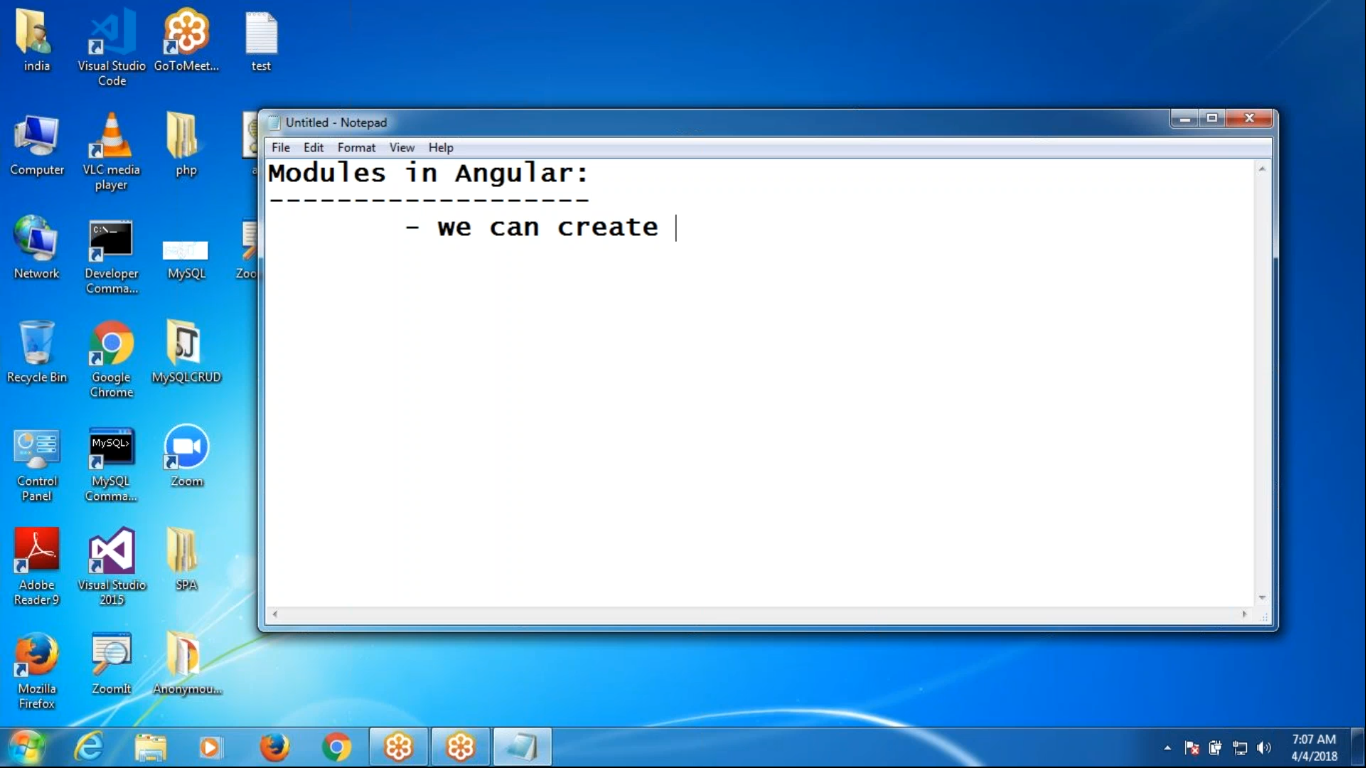 india
Visual Studio
Code
GoToMeet...
test
Computer
VLC media
player
php
Network
Developer
Comma...
MySQL
Zoo
Recycle Bin
Google
Chrome
MySQLCRUD
Control
Panel
MySQL>
MySQL
Comma...
Zoom
Adobe
Reader 9
Visual Studio
2015
SPA
Mozilla
Firefox
ZoomIt
Anonymou...
Untitled - Notepad
File Edit Format View Help
Modules in Angular:
-------------------
- we can create
7:07 AM
4/4/2018